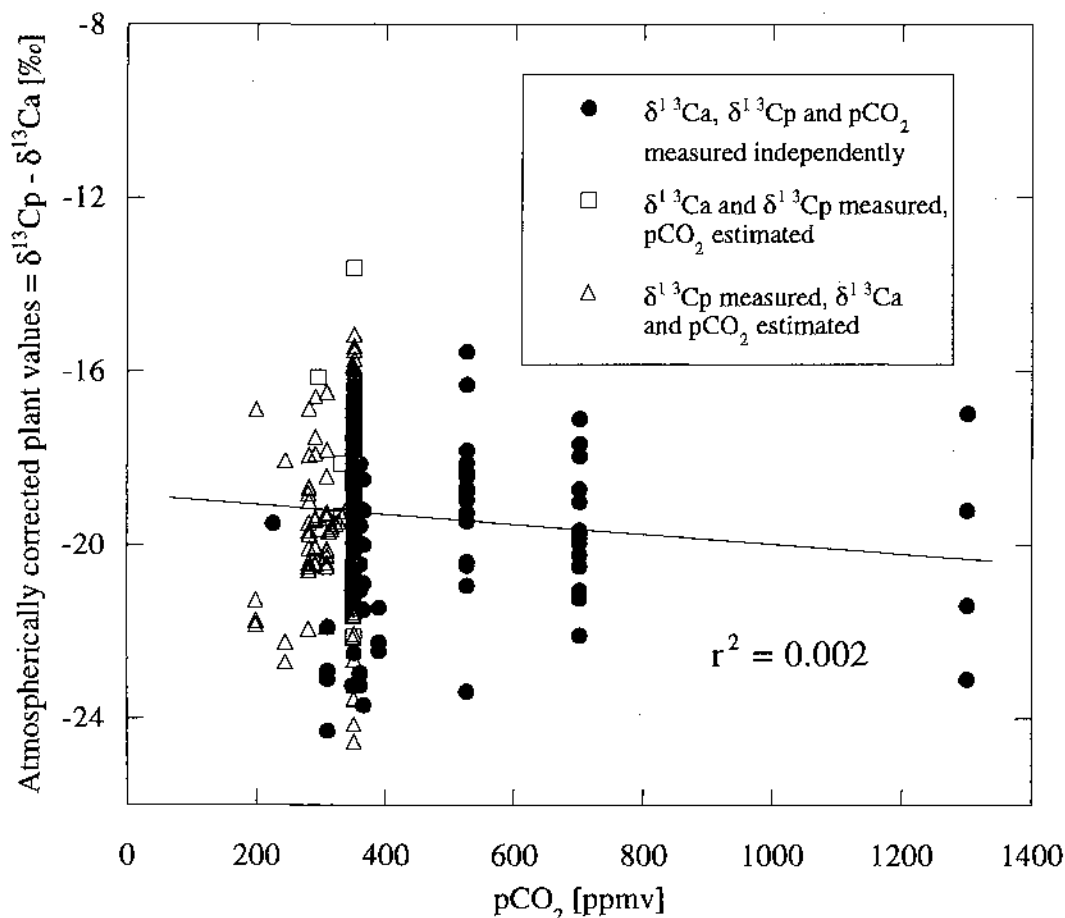 Atmospherically corrected plant values = δ¹³Cp - δ¹³Ca [‰]
-8
-12
-16
-20
-24
δ¹³Ca, δ¹³Cp and pCO₂
measured independently
δ¹³Ca and δ¹³Cp measured,
pCO₂ estimated
δ¹³Cp measured, δ¹³Ca
and pCO₂ estimated
r² = 0.002
0 200 400 600 800 1000 1200 1400
pCO₂ [ppmv]